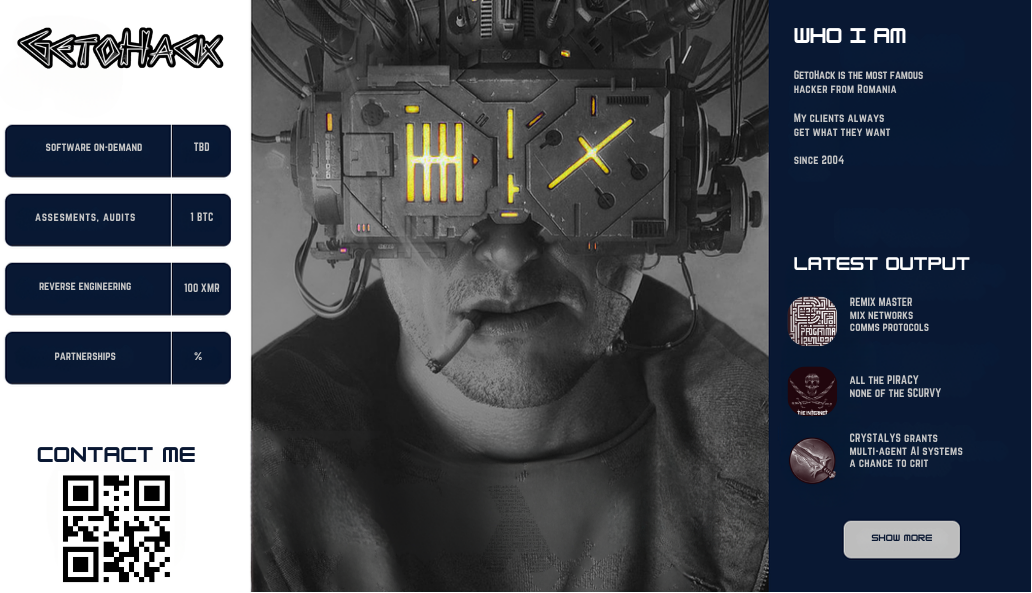 GETOHACK
SOFTWARE ON-DEMAND
TBD
ASSESMENTS, AUDITS
1 BTC
REVERSE ENGINEERING
100 XMR
PARTNERSHIPS
%
CONTACT ME
WHO I AM
GetoHack is the most famous
hacker from Romania
My clients always
get what they want
since 2004
LATEST OUTPUT
REMIX MASTER
MIX NETWORKS
COMMS PROTOCOLS
ALL THE PIRACY
NONE OF THE SCURVY
THE INTERNET
CRYSTALYS GRANTS
MULTI-AGENT AI SYSTEMS
A CHANCE TO CRIT
SHOW MORE